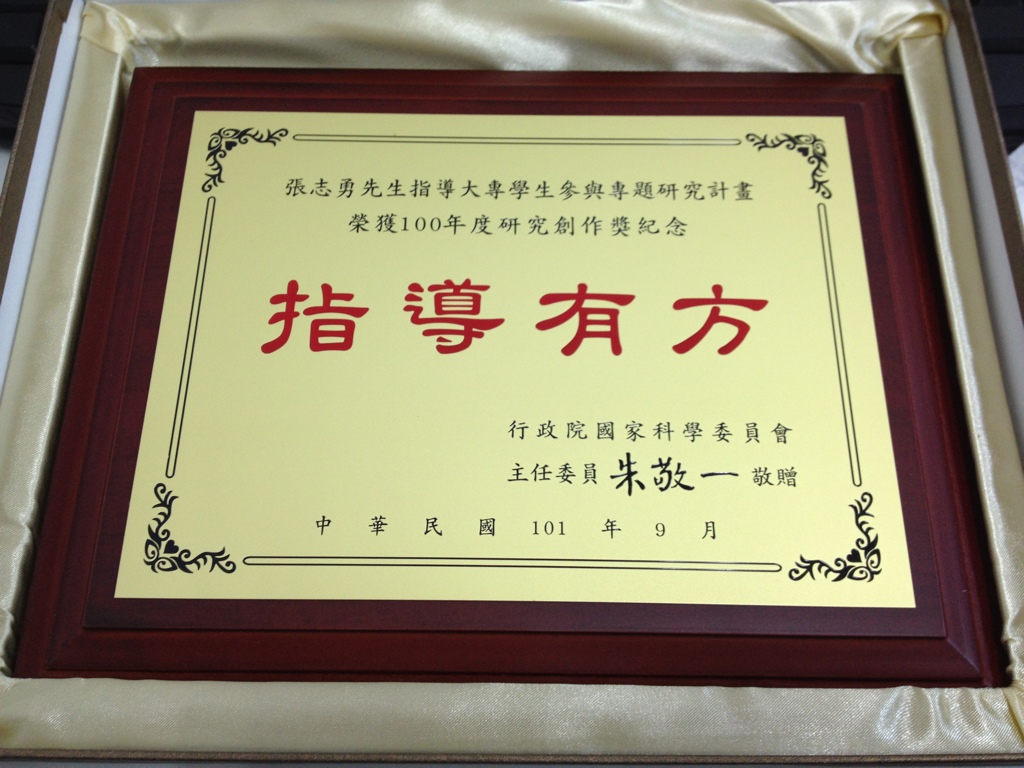 張志勇先生指導大專學生參與專題研究計畫
榮獲100年度研究創作獎紀念
指導有方
行政院國家科學委員會
主任委員 朱敬一 敬贈
中華民國 101 年 9 月